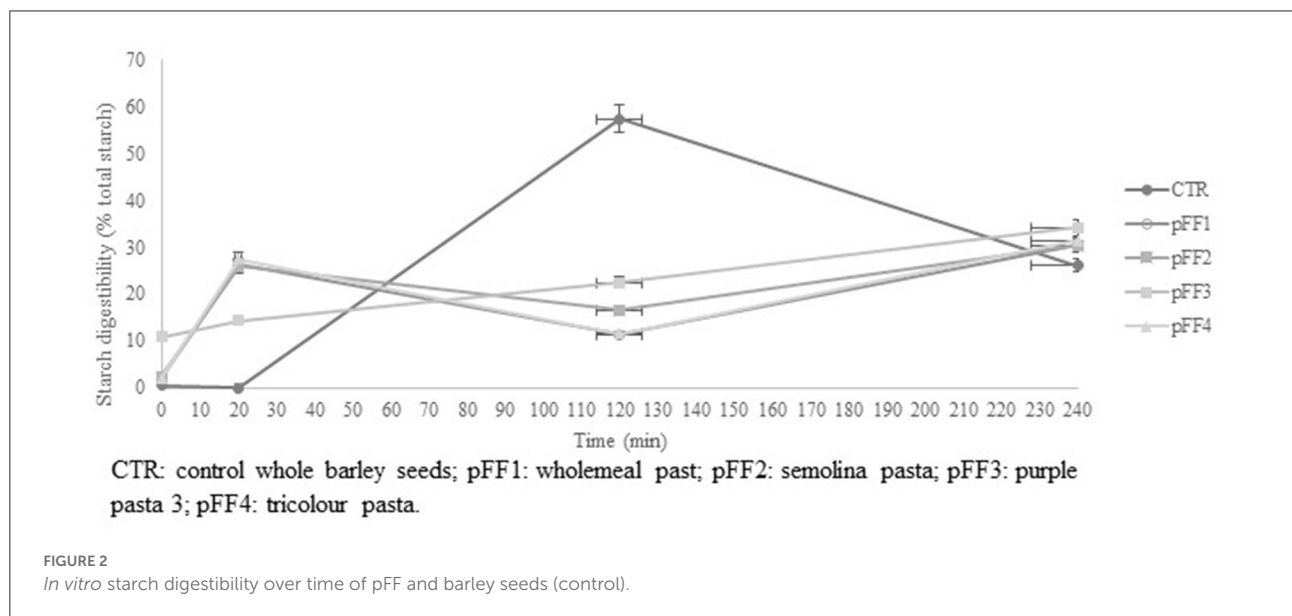 70
60
50
40
30
20
10
0
Starch digestibility (% total starch)
0 10 20 30 40 50 60 70 80 90 100 110 120 130 140 150 160 170 180 190 200 210 220 230 240
Time (min)
CTR
pFF1
pFF2
pFF3
pFF4
CTR: control whole barley seeds; pFF1: wholemeal past; pFF2: semolina pasta; pFF3: purple
pasta 3; pFF4: tricolour pasta.
FIGURE 2
In vitro starch digestibility over time of pFF and barley seeds (control).